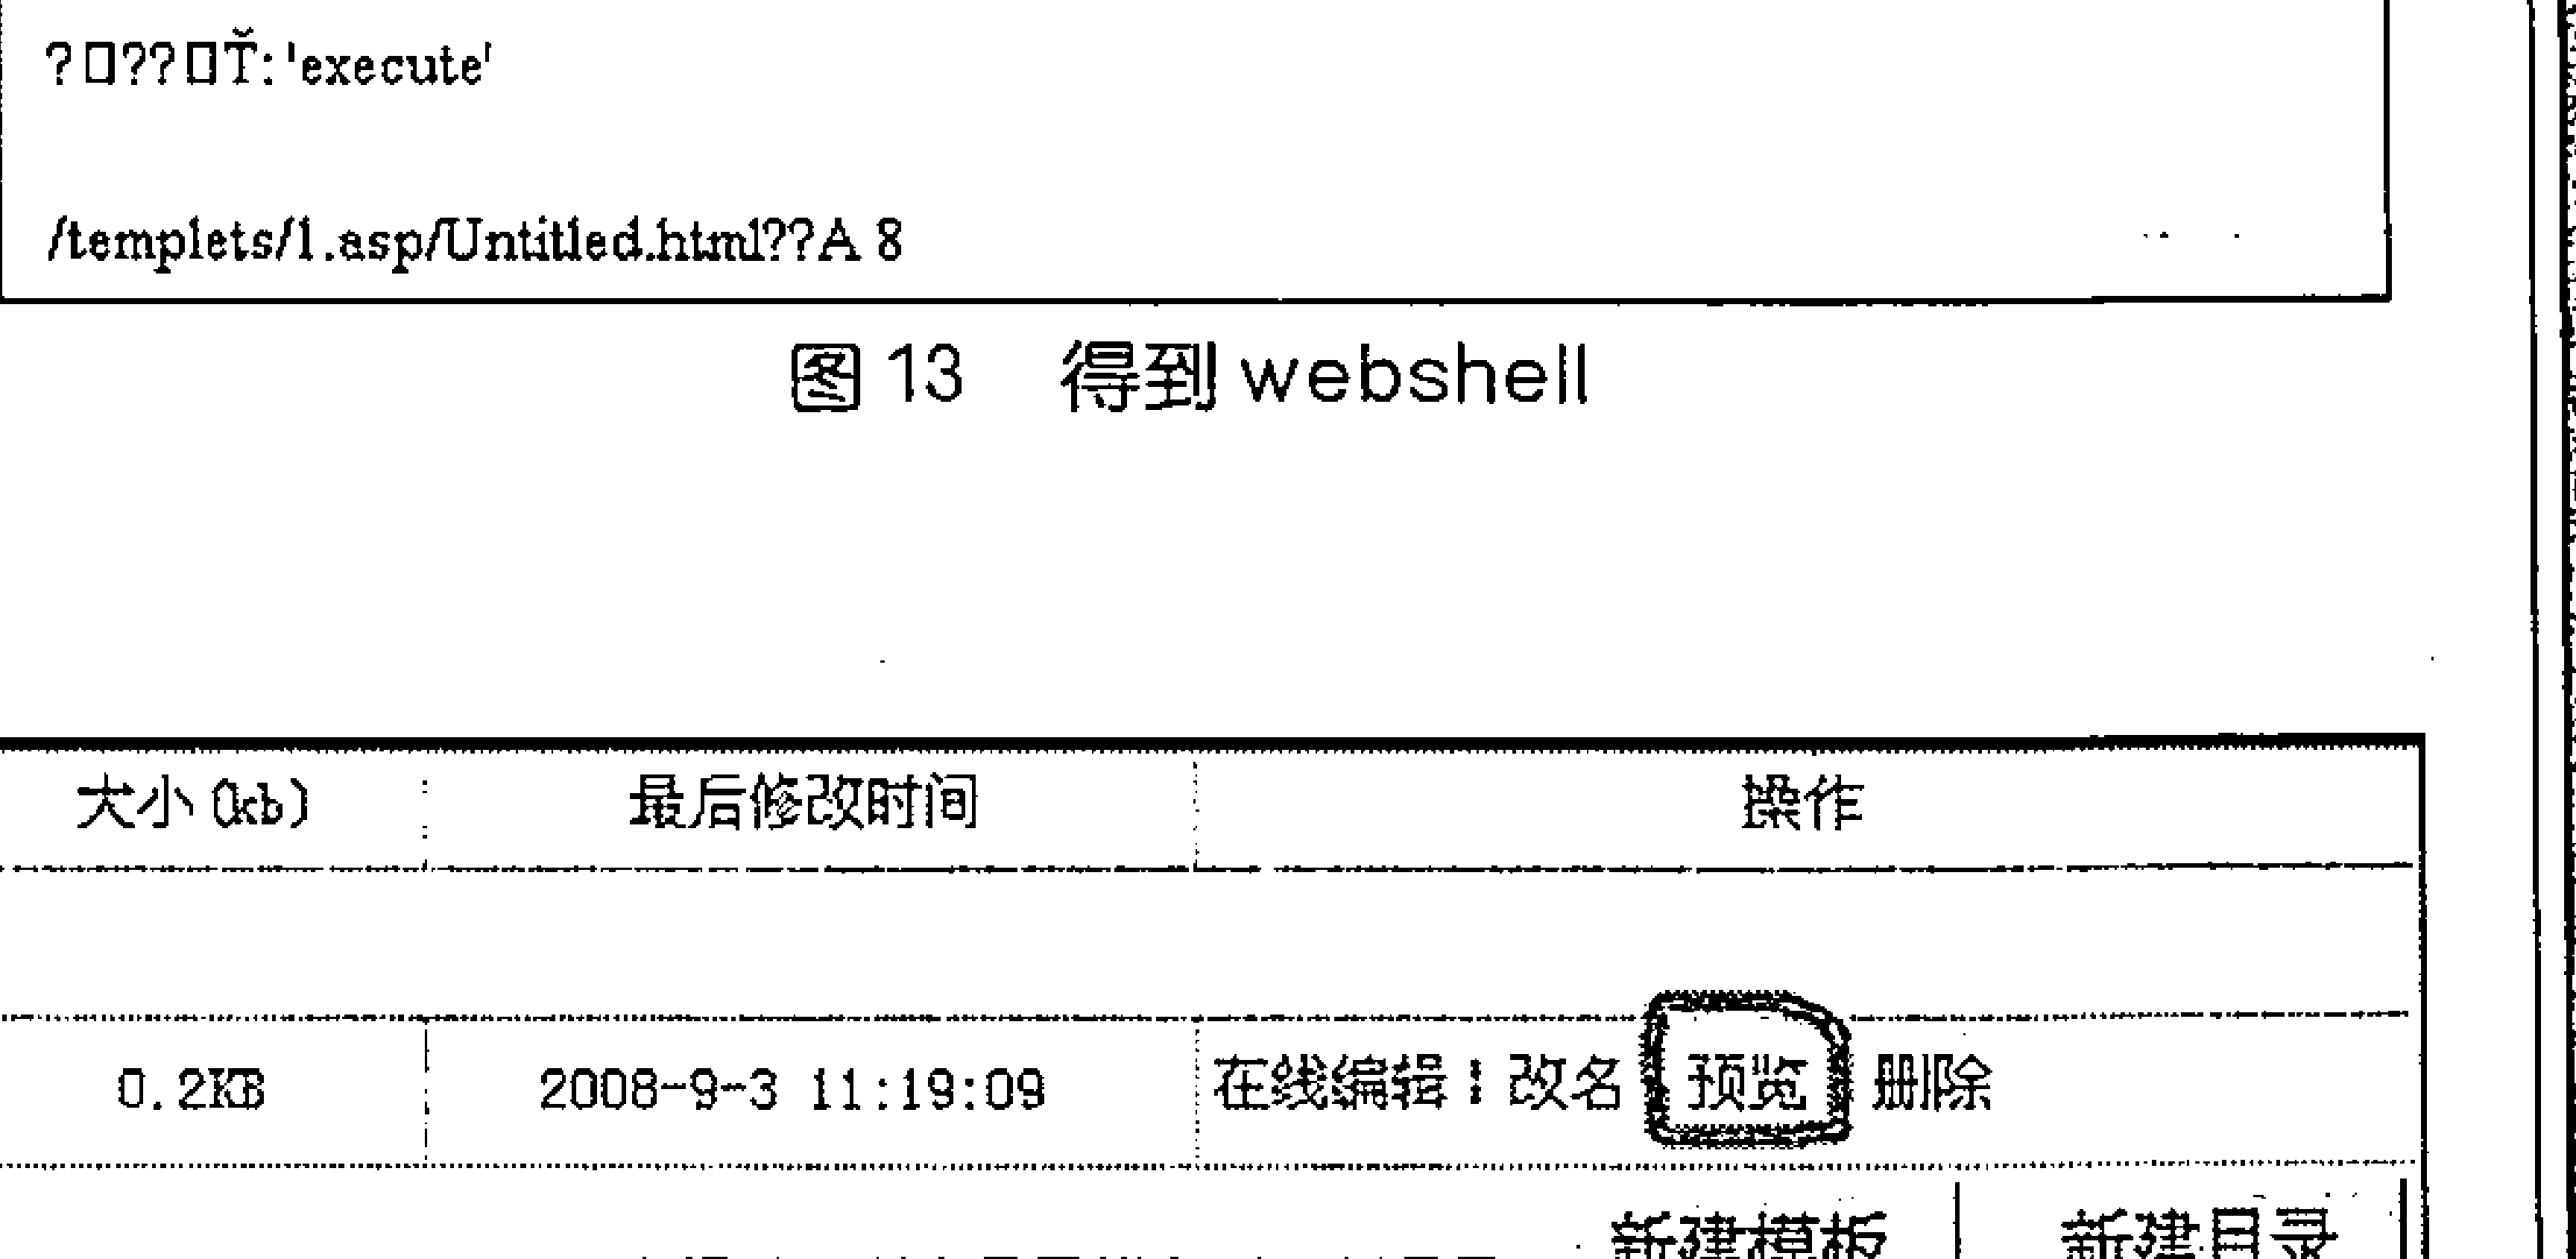 ?□??□Ť: 'execute'
/templets/1.asp/Untitled.html??A 8
图 13 得到 webshell
大小(kb) 最后修改时间 操作
0.2KB 2008-9-3 11:19:09 在线编辑 改名 预览 删除
新建模板 新建目录